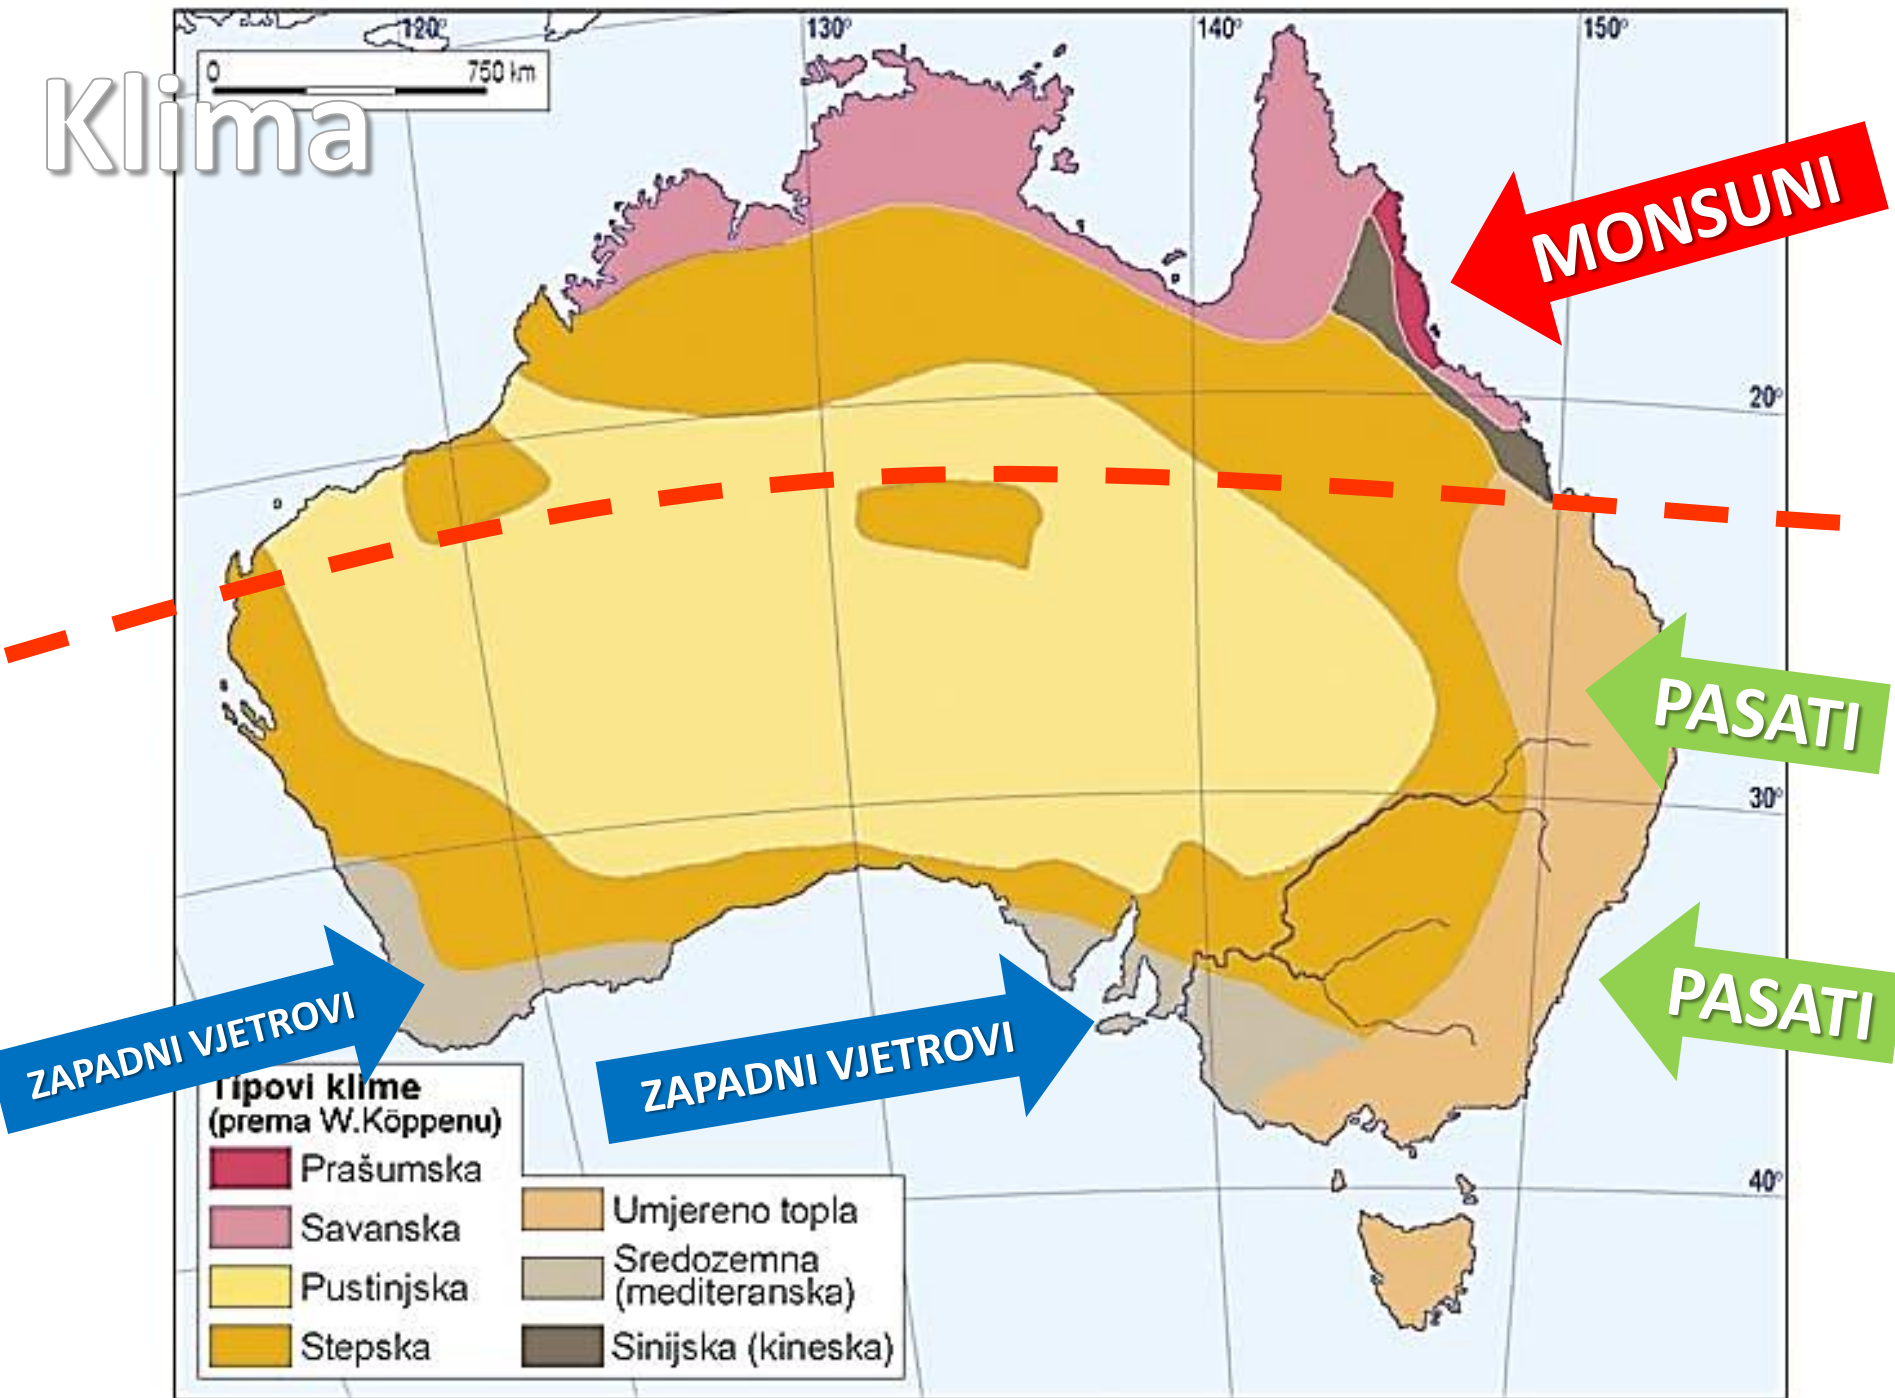 120°
130°
140°
150°
0
750 km
Klima
MONSUNI
20°
PASATI
30°
ZAPADNI VJETROVI
ZAPADNI VJETROVI
PASATI
Tipovi klime
(prema W.Köppenu)
Prašumska
Savanska
Pustinjska
Stepska
Umjereno topla
Sredozemna
(mediteranska)
Sinijska (kineska)
40°